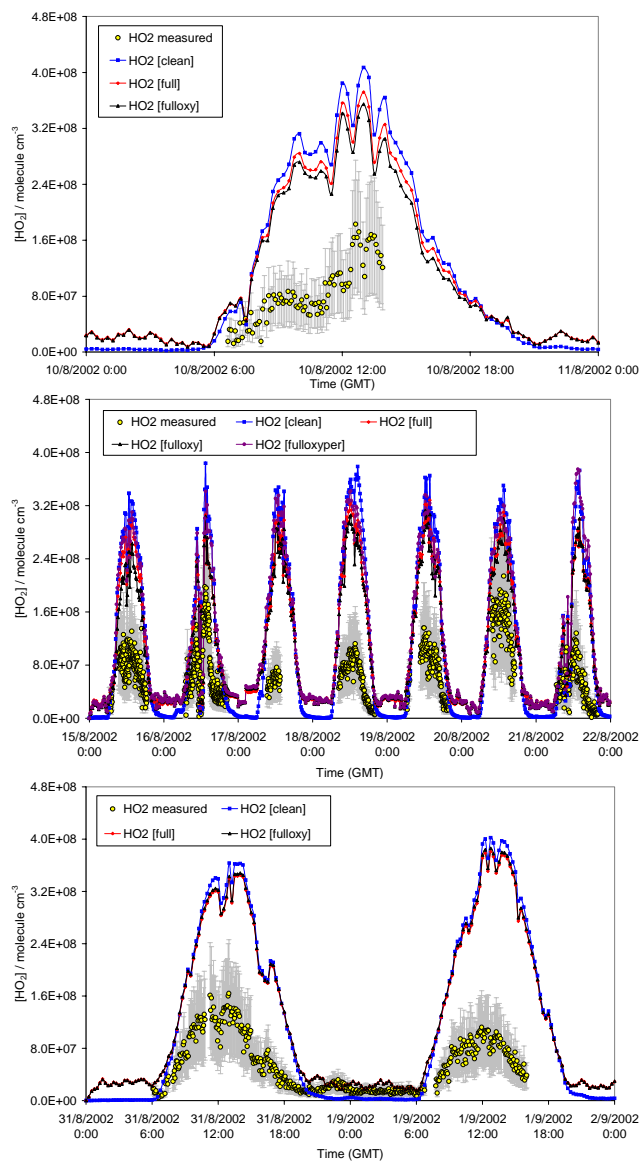 4.8E+08
4.0E+08
3.2E+08
2.4E+08
1.6E+08
8.0E+07
0.0E+00
[HO2] / molecule cm-3
HO2 measured
HO2 [clean]
HO2 [full]
HO2 [fulloxy]
10/8/2002 0:00 10/8/2002 6:00 10/8/2002 12:00 10/8/2002 18:00 11/8/2002 0:00
Time (GMT)
4.8E+08
4.0E+08
3.2E+08
2.4E+08
1.6E+08
8.0E+07
0.0E+00
[HO2] / molecule cm-3
HO2 measured HO2 [clean] HO2 [full]
HO2 [fulloxy] HO2 [fulloxyper]
15/8/2002 16/8/2002 17/8/2002 18/8/2002 19/8/2002 20/8/2002 21/8/2002 22/8/2002
0:00 0:00 0:00 0:00 0:00 0:00 0:00 0:00
Time (GMT)
4.8E+08
4.0E+08
3.2E+08
2.4E+08
1.6E+08
8.0E+07
0.0E+00
[HO2] / molecule cm-3
HO2 measured HO2 [clean]
HO2 [full] HO2 [fulloxy]
31/8/2002 31/8/2002 31/8/2002 31/8/2002 1/9/2002 1/9/2002 1/9/2002 1/9/2002 2/9/2002
0:00 6:00 12:00 18:00 0:00 6:00 12:00 18:00 0:00
Time (GMT)